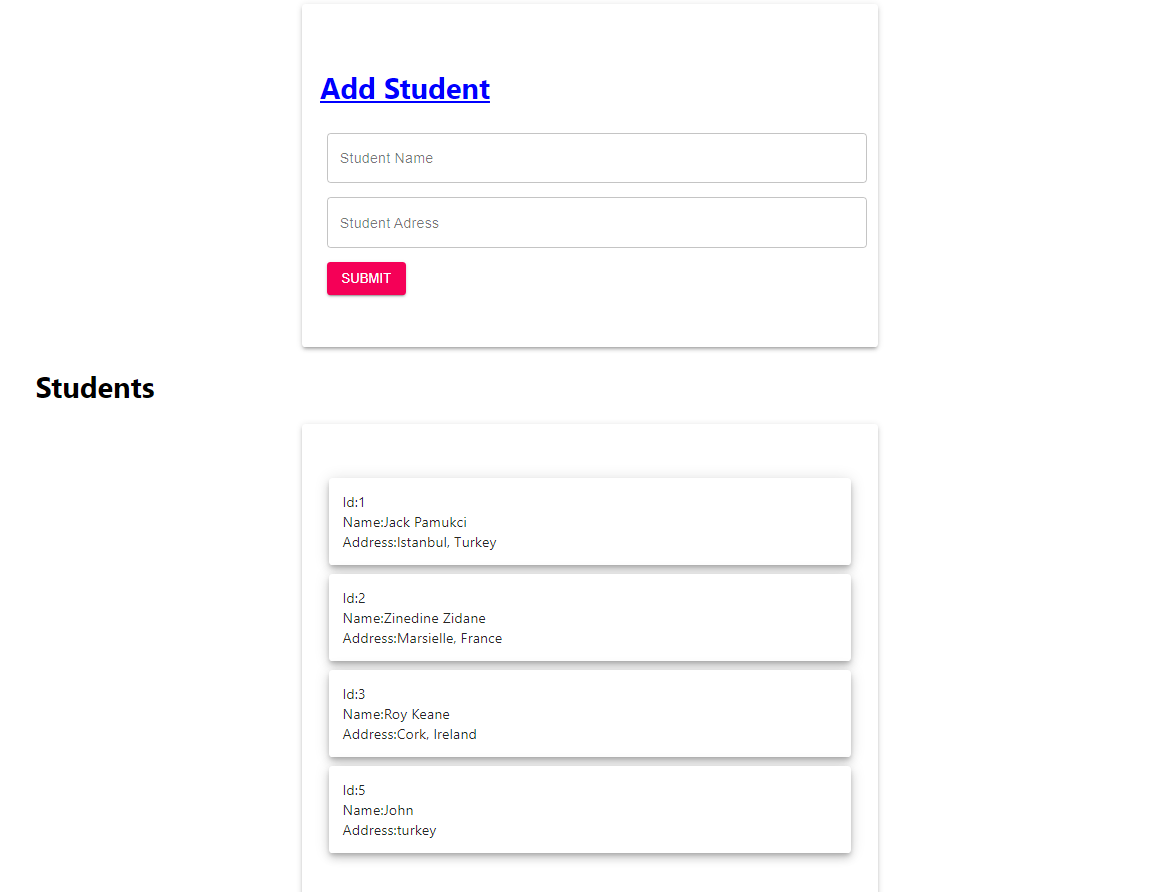 Add Student
Student Name
Student Adress
SUBMIT
Students
Id:1
Name:Jack Pamukci
Address:Istanbul, Turkey
Id:2
Name:Zinedine Zidane
Address:Marsielle, France
Id:3
Name:Roy Keane
Address:Cork, Ireland
Id:5
Name:John
Address:turkey